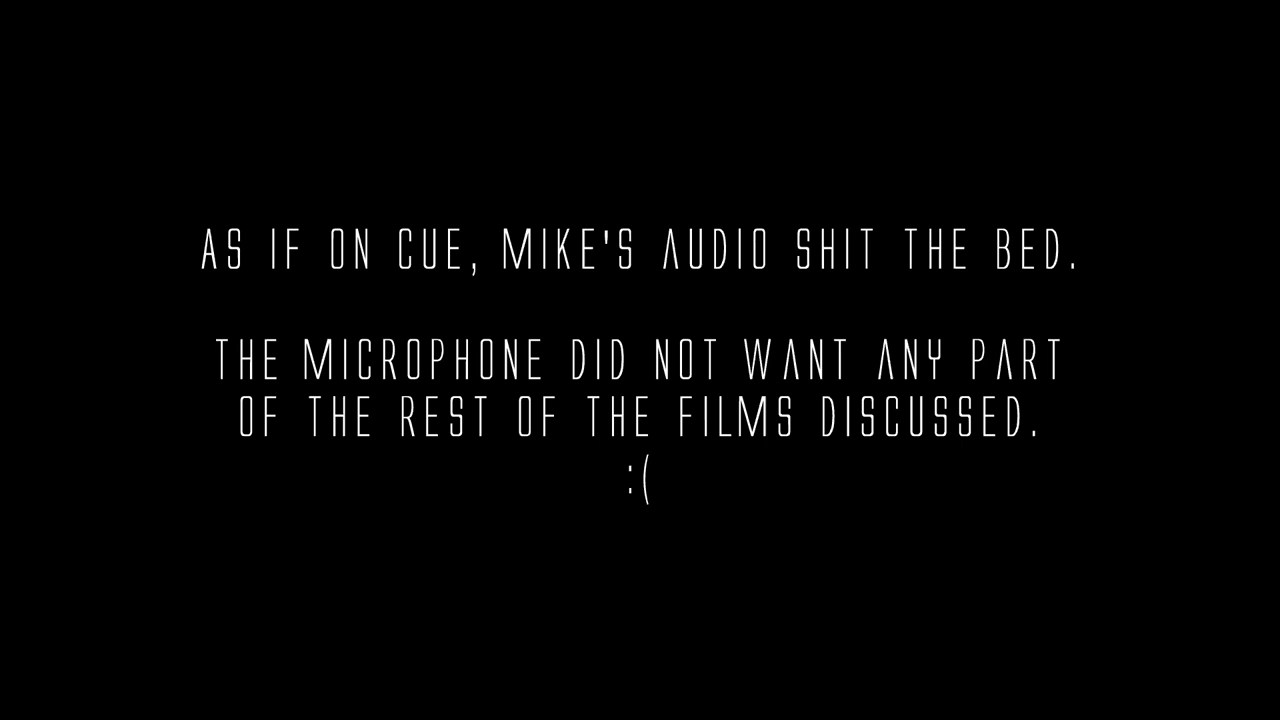 AS IF ON CUE, MIKE'S AUDIO SHIT THE BED.
THE MICROPHONE DID NOT WANT ANY PART
OF THE REST OF THE FILMS DISCUSSED.
:(